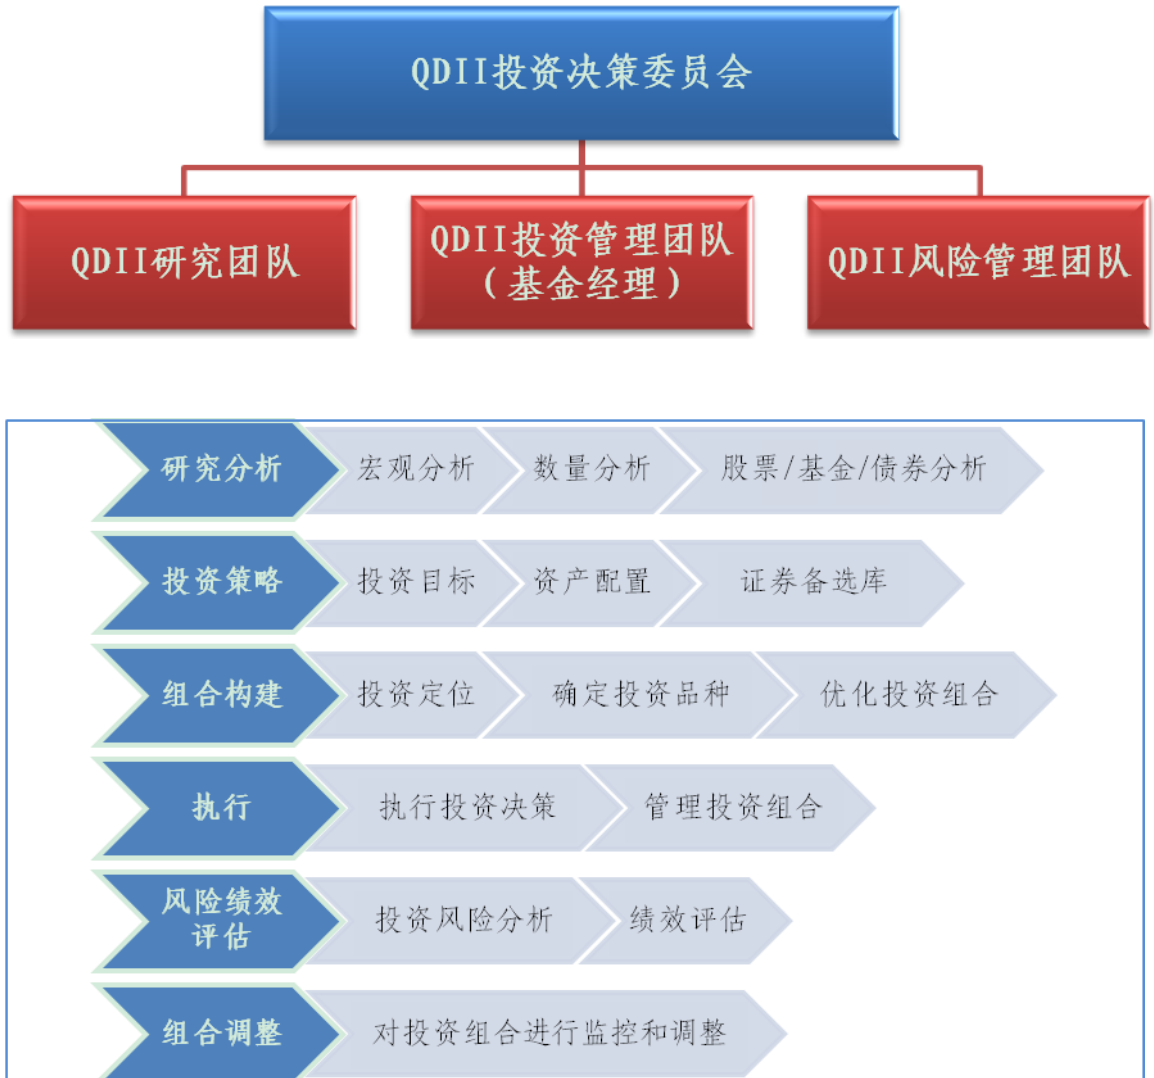 QDII投资决策委员会
QDII研究团队
QDII投资管理团队
（基金经理）
QDII风险管理团队
研究分析 宏观分析 数量分析 股票/基金/债券分析
投资策略 投资目标 资产配置 证券备选库
组合构建 投资定位 确定投资品种 优化投资组合
执行 执行投资决策 管理投资组合
风险绩效
评估
投资风险分析 绩效评估
组合调整 对投资组合进行监控和调整